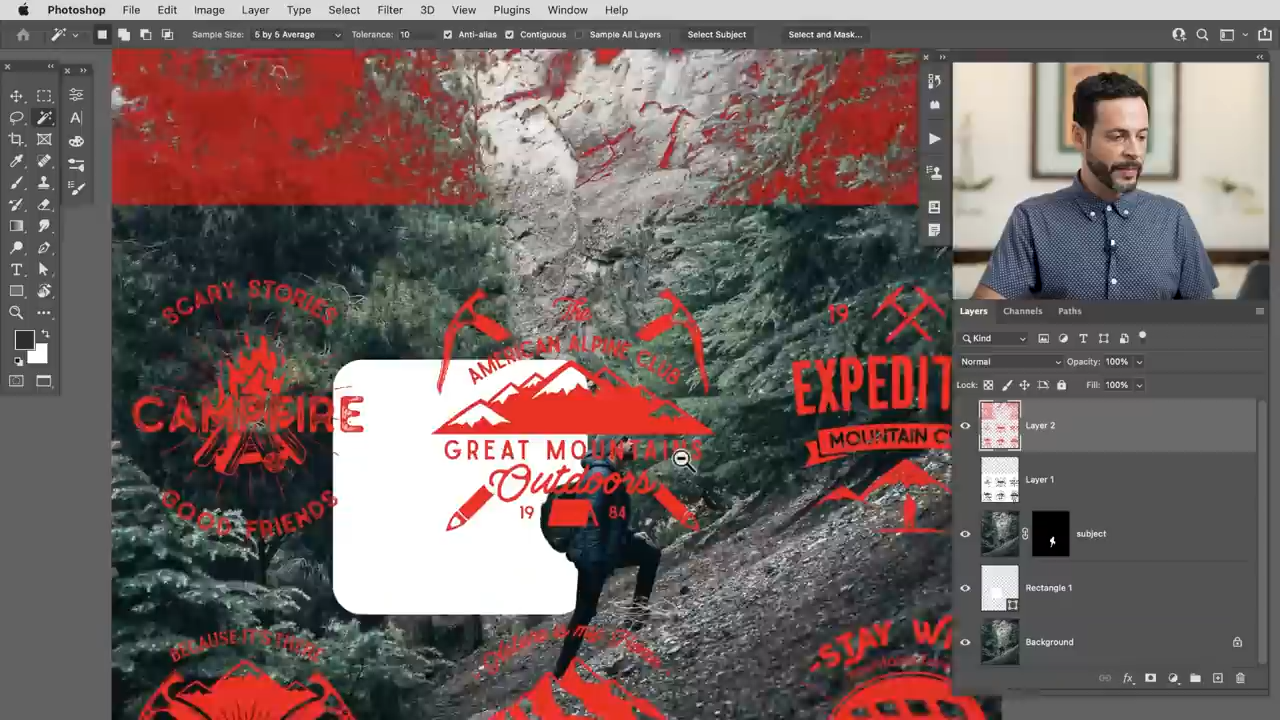 Photoshop File Edit Image Layer Type Select Filter 3D View Plugins Window Help
Sample Size: 5 by 5 Average Tolerance: 10 Anti-alias Contiguous Sample All Layers Select Subject Select and Mask...
SCARY STORIES
CAMPFIRE
GOOD FRIENDS
The
AMERICAN ALPINE CLUB
GREAT MOUNTAINS
Outdoors
19 84
19
EXPEDIT
MOUNTAIN C
BECAUSE IT'S THERE
STAY WI
Layers Channels Paths
Kind
Normal Opacity: 100%
Lock: Fill: 100%
Layer 2
Layer 1
subject
Rectangle 1
Background